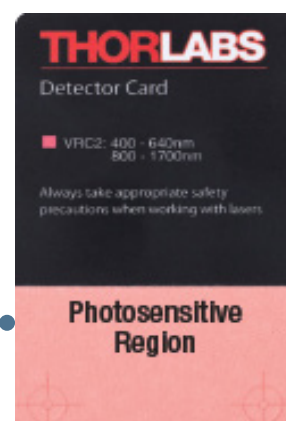 THORLABS
Detector Card
VRC2: 400 - 640nm
800 - 1700nm
Always take appropriate safety
precautions when working with lasers
Photosensitive
Region